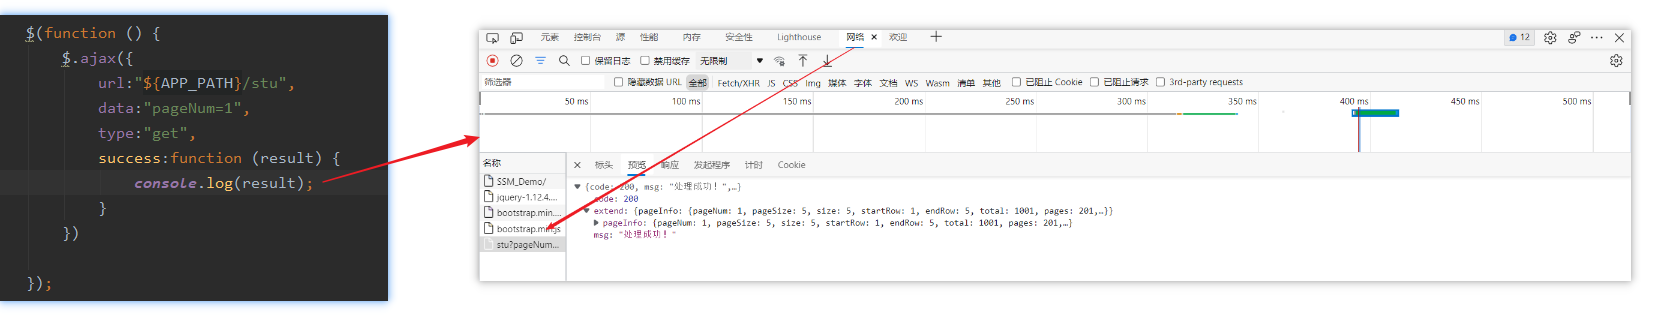 $(function () {
$.ajax({
url:"${APP_PATH}/stu",
data:"pageNum=1",
type:"get",
success:function (result) {
console.log(result);
}
})
});
元素 控制台 源 性能 内存 安全性 Lighthouse 网络 × 欢迎 + 12
保留日志 禁用缓存 无限制
筛选器 隐藏数据 URL 全部 Fetch/XHR JS CSS Img 媒体 字体 文档 WS Wasm 清单 其他 已阻止 Cookie 已阻止请求 3rd-party requests
50 ms 100 ms 150 ms 200 ms 250 ms 300 ms 350 ms 400 ms 450 ms 500 ms
名称
SSM_Demo/
jquery-1.12.4....
bootstrap.min....
bootstrap.min.js
stu?pageNum...
× 标头 预览 响应 发起程序 计时 Cookie
{code: 200, msg: "处理成功！",…}
code: 200
extend: {pageInfo: {pageNum: 1, pageSize: 5, size: 5, startRow: 1, endRow: 5, total: 1001, pages: 201,…}}
pageInfo: {pageNum: 1, pageSize: 5, size: 5, startRow: 1, endRow: 5, total: 1001, pages: 201,…}
msg: "处理成功！"